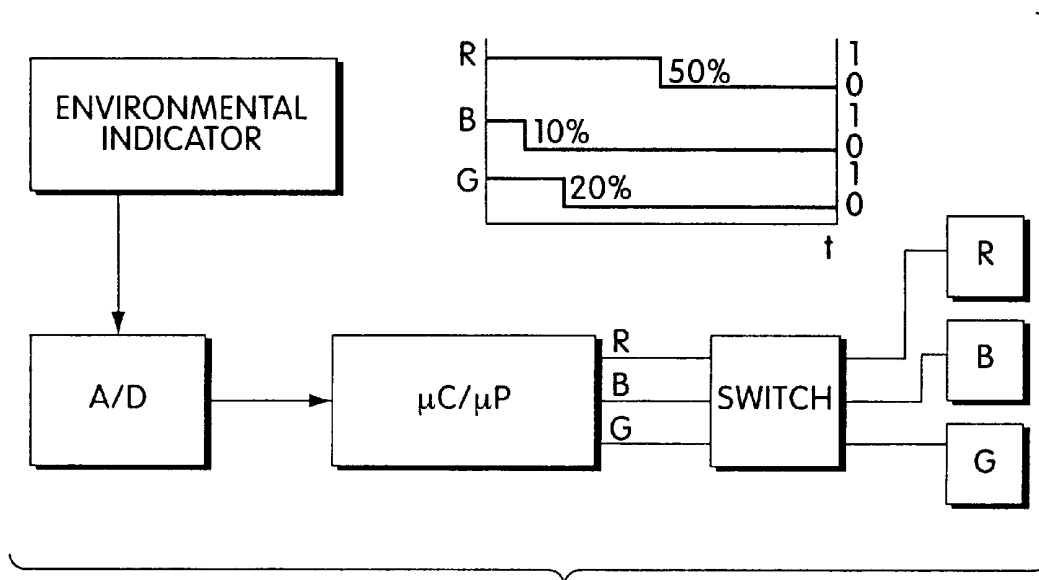 ENVIRONMENTAL
INDICATOR
R 50% 1
0
B 10% 1
0
G 20% 1
0
t
A/D
μC/μP
R
B
G
SWITCH
R
B
G